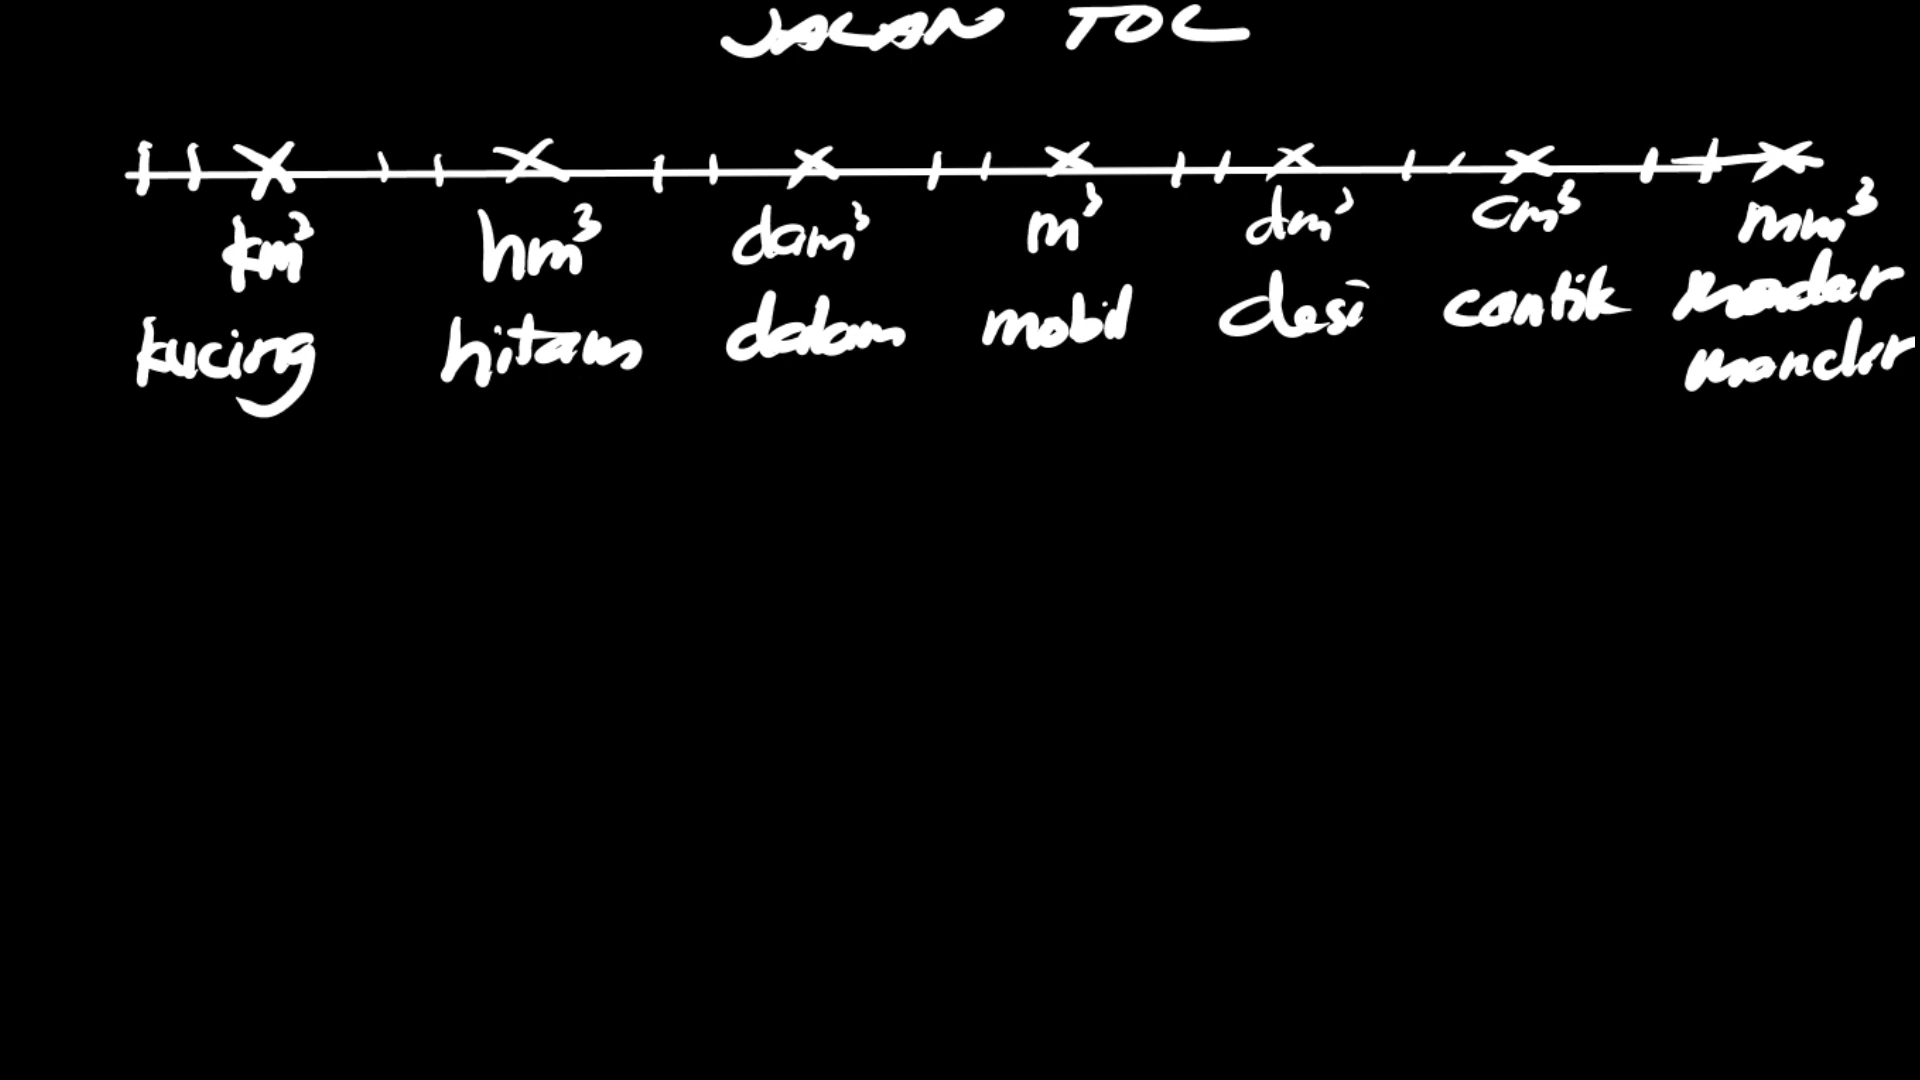 JALAN TOL
km³ hm³ dam³ m³ dm³ cm³ mm³
kucing hitam dalam mobil desi cantik mondar
mandir